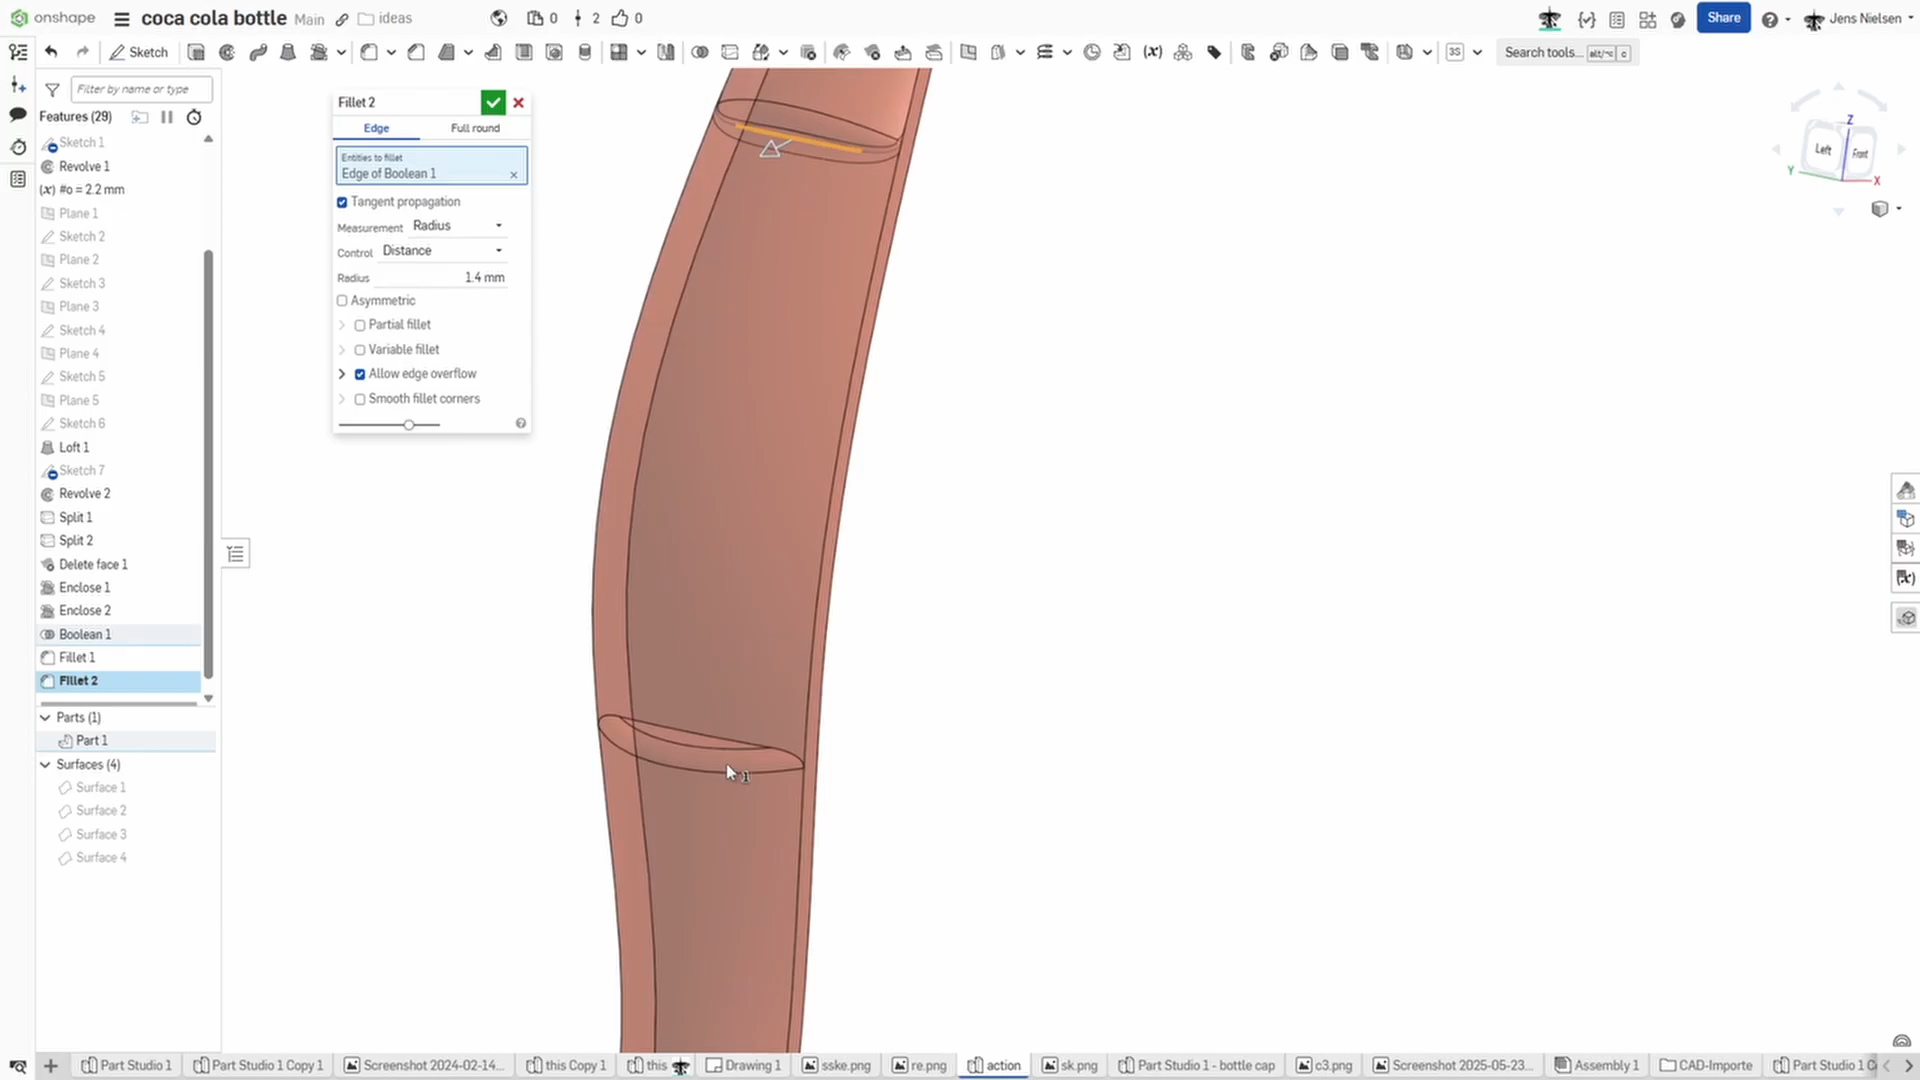 onshape
coca cola bottle Main ideas 0 2 0 Share Jens Nielsen
Sketch 3S Search tools... alt/⌥ c
Filter by name or type
Features (29)
Sketch 1
Revolve 1
(x) #o = 2.2 mm
Plane 1
Sketch 2
Plane 2
Sketch 3
Plane 3
Sketch 4
Plane 4
Sketch 5
Plane 5
Sketch 6
Loft 1
Sketch 7
Revolve 2
Split 1
Split 2
Delete face 1
Enclose 1
Enclose 2
Boolean 1
Fillet 1
Fillet 2
Parts (1)
Part 1
Surfaces (4)
Surface 1
Surface 2
Surface 3
Surface 4
Fillet 2
Edge Full round
Entities to fillet
Edge of Boolean 1
Tangent propagation
Measurement Radius
Control Distance
Radius 1.4 mm
Asymmetric
Partial fillet
Variable fillet
Allow edge overflow
Smooth fillet corners
1
Z
Left Front
Y X
Part Studio 1 Part Studio 1 Copy 1 Screenshot 2024-02-14... this Copy 1 this Drawing 1 sske.png re.png action sk.png Part Studio 1 - bottle cap c3.png Screenshot 2025-05-23... Assembly 1 CAD-Importe Part Studio 1